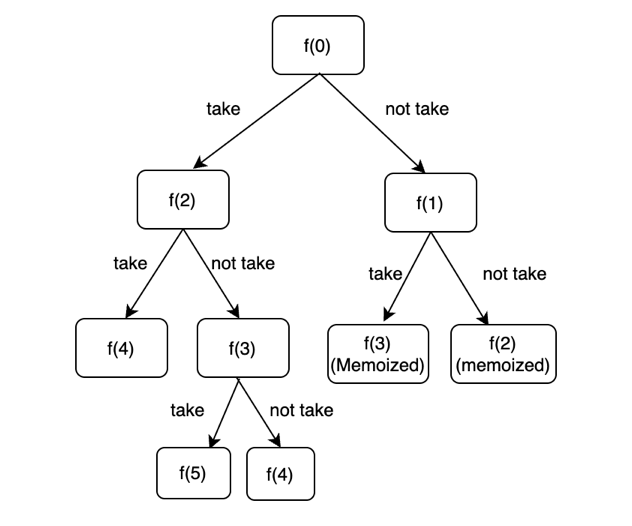 f(0)
take
not take
f(2)
f(1)
take
not take
take
not take
f(4)
f(3)
f(3)
(Memoized)
f(2)
(memoized)
take
not take
f(5)
f(4)